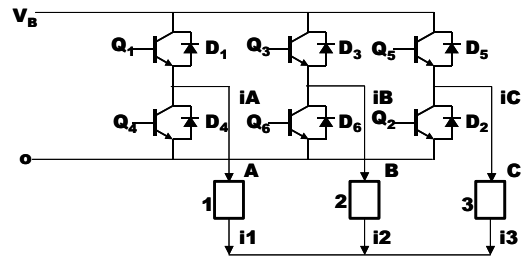 VB
Q1 D1 Q3 D3 Q5 D5
iA iB iC
Q4 D4 Q6 D6 Q2 D2
o
A B C
1 2 3
i1 i2 i3